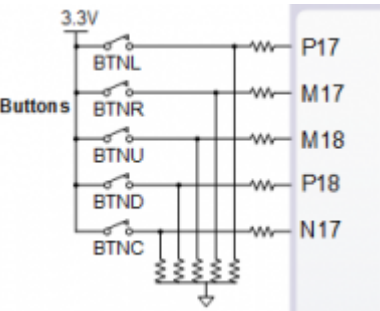 3.3V
P17
BTNL
M17
Buttons
BTNR
M18
BTNU
P18
BTND
N17
BTNC